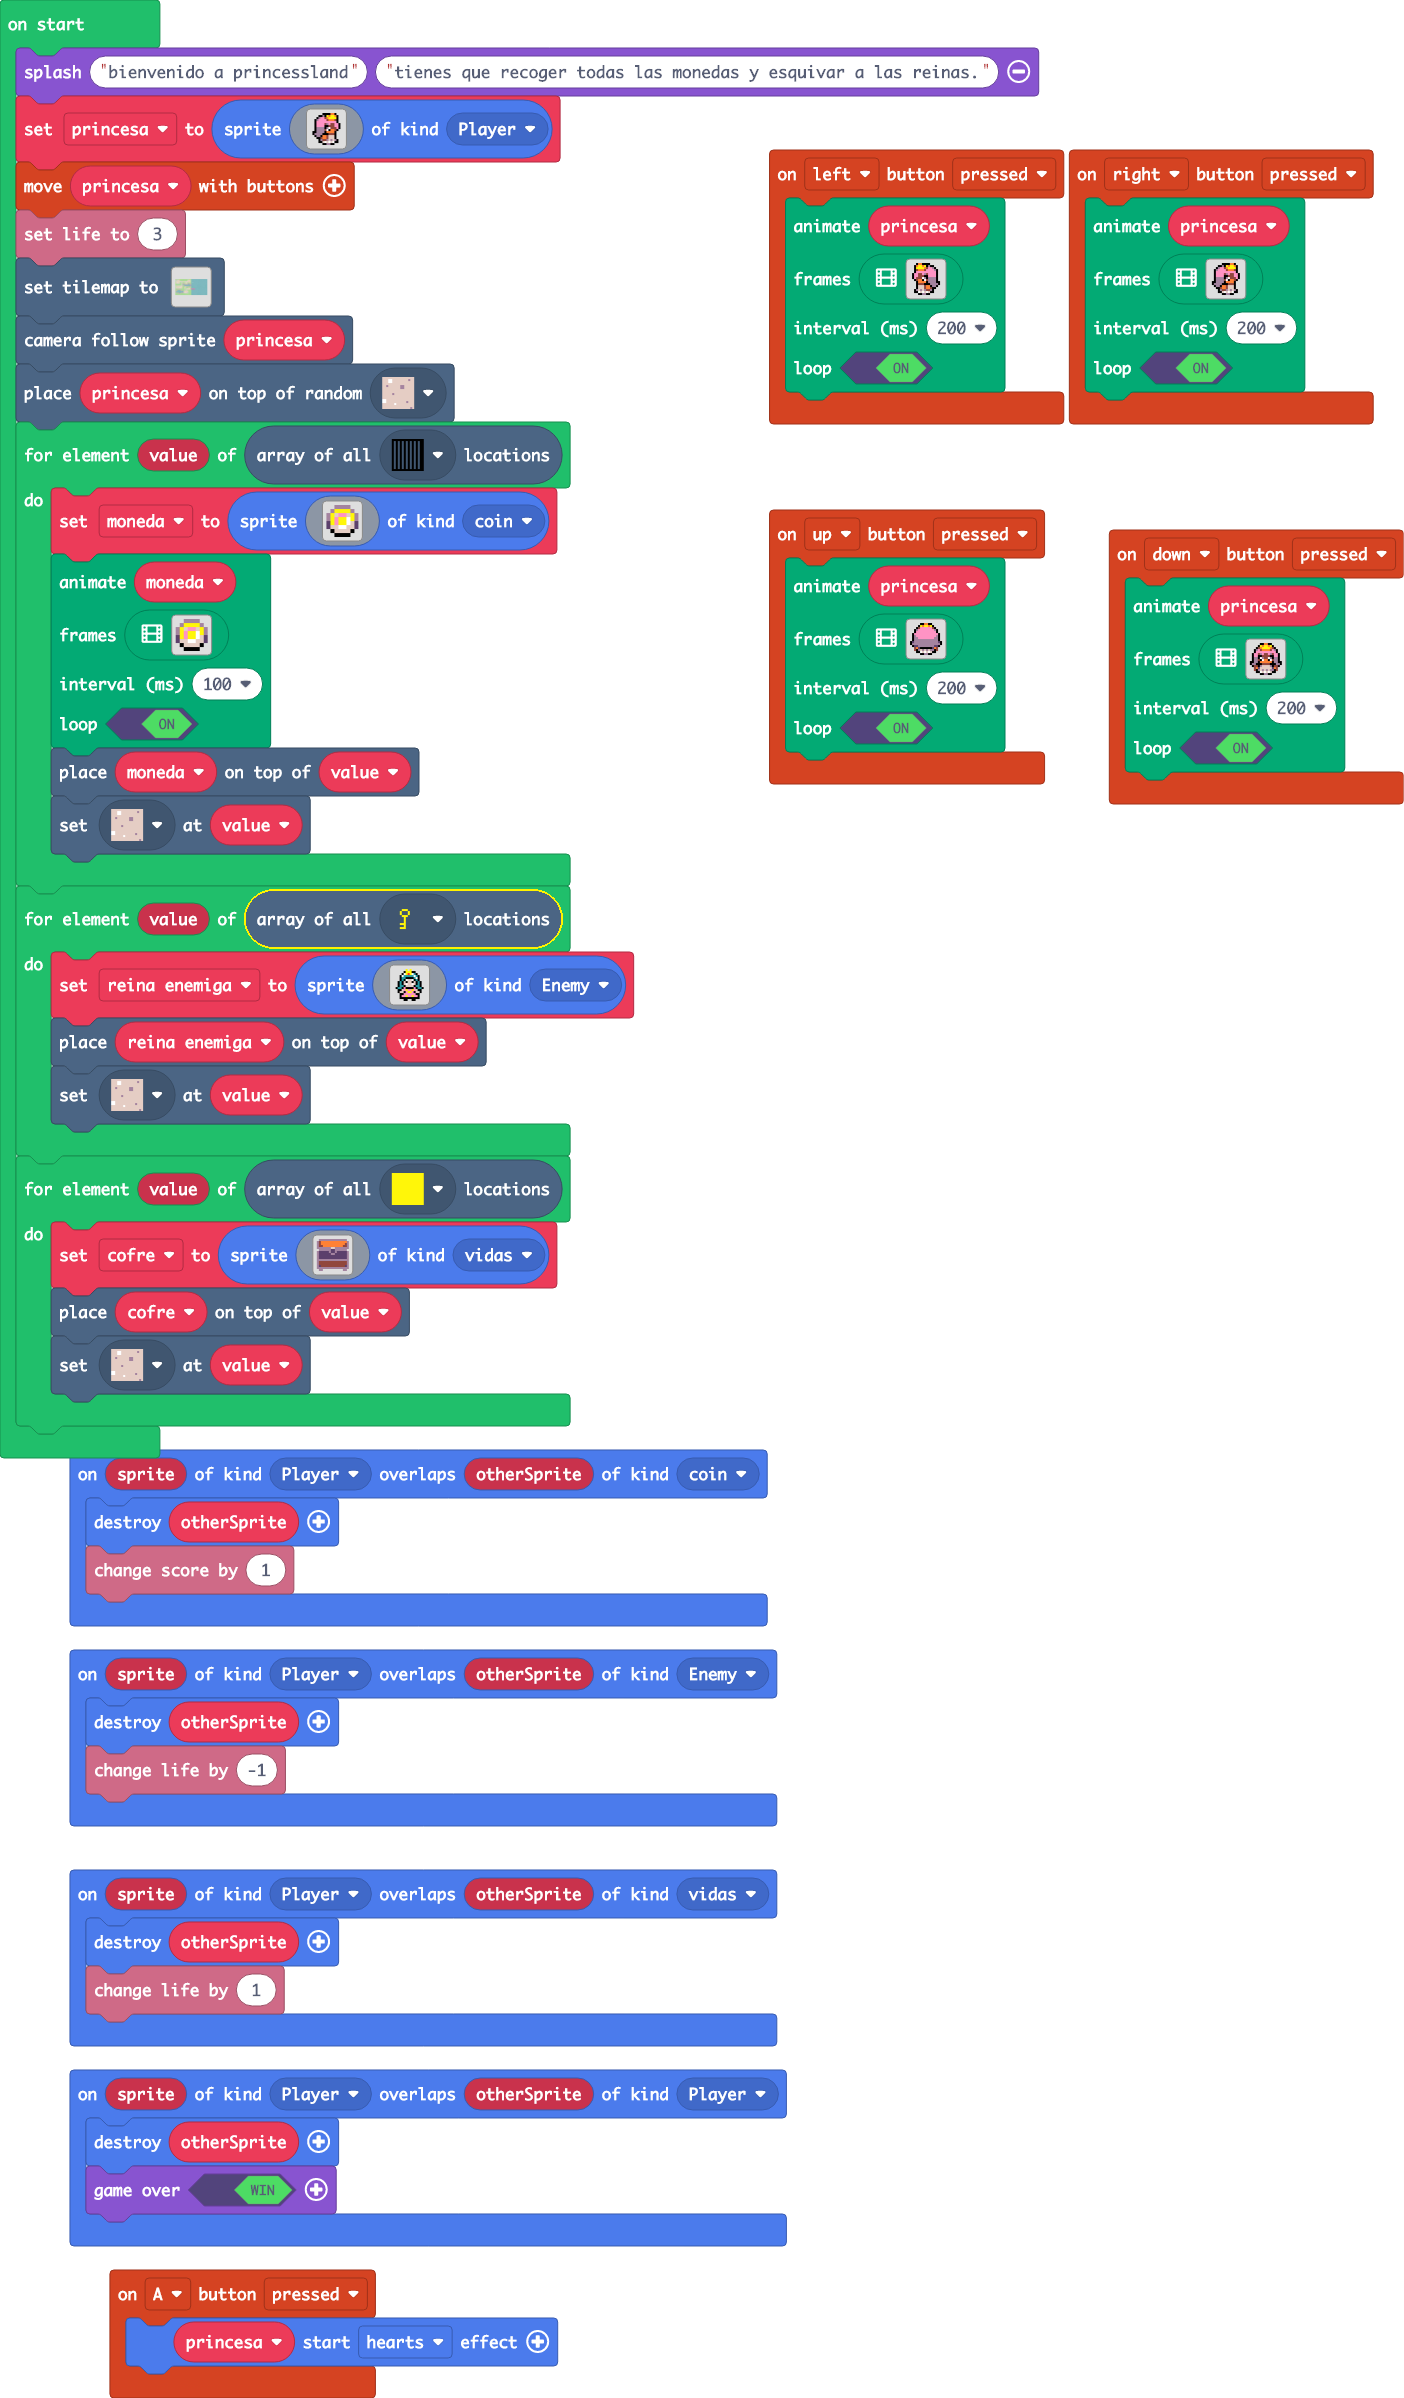 on start
splash "bienvenido a princessland" "tienes que recoger todas las monedas y esquivar a las reinas."
set princesa to sprite of kind Player
move princesa with buttons
set life to 3
set tilemap to
camera follow sprite princesa
place princesa on top of random
for element value of array of all locations
do
set moneda to sprite of kind coin
animate moneda
frames
interval (ms) 100
loop ON
place moneda on top of value
set at value
for element value of array of all locations
do
set reina enemiga to sprite of kind Enemy
place reina enemiga on top of value
set at value
for element value of array of all locations
do
set cofre to sprite of kind vidas
place cofre on top of value
set at value
on left button pressed
animate princesa
frames
interval (ms) 200
loop ON
on right button pressed
animate princesa
frames
interval (ms) 200
loop ON
on up button pressed
animate princesa
frames
interval (ms) 200
loop ON
on down button pressed
animate princesa
frames
interval (ms) 200
loop ON
on sprite of kind Player overlaps otherSprite of kind coin
destroy otherSprite
change score by 1
on sprite of kind Player overlaps otherSprite of kind Enemy
destroy otherSprite
change life by -1
on sprite of kind Player overlaps otherSprite of kind vidas
destroy otherSprite
change life by 1
on sprite of kind Player overlaps otherSprite of kind Player
destroy otherSprite
game over WIN
on A button pressed
princesa start hearts effect